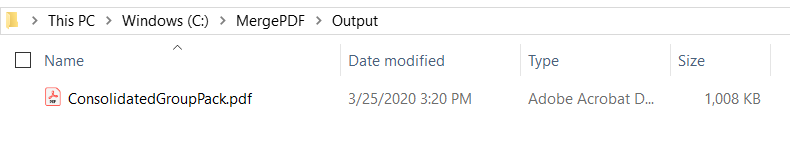 This PC > Windows (C:) > MergePDF > Output
Name Date modified Type Size
ConsolidatedGroupPack.pdf 3/25/2020 3:20 PM Adobe Acrobat D... 1,008 KB